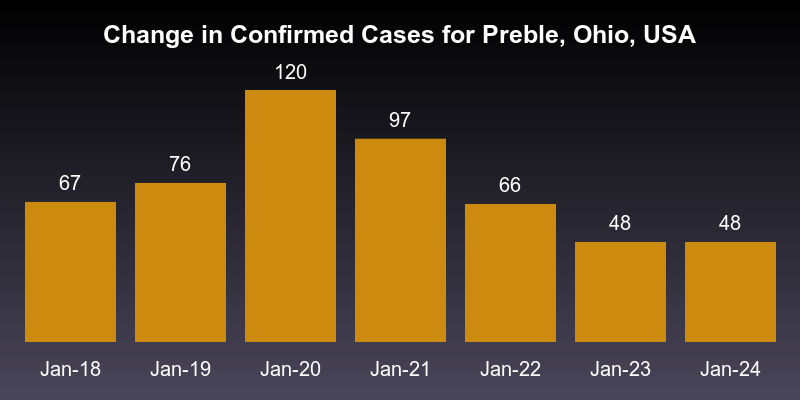 Change in Confirmed Cases for Preble, Ohio, USA
67 76 120 97 66 48 48
Jan-18 Jan-19 Jan-20 Jan-21 Jan-22 Jan-23 Jan-24